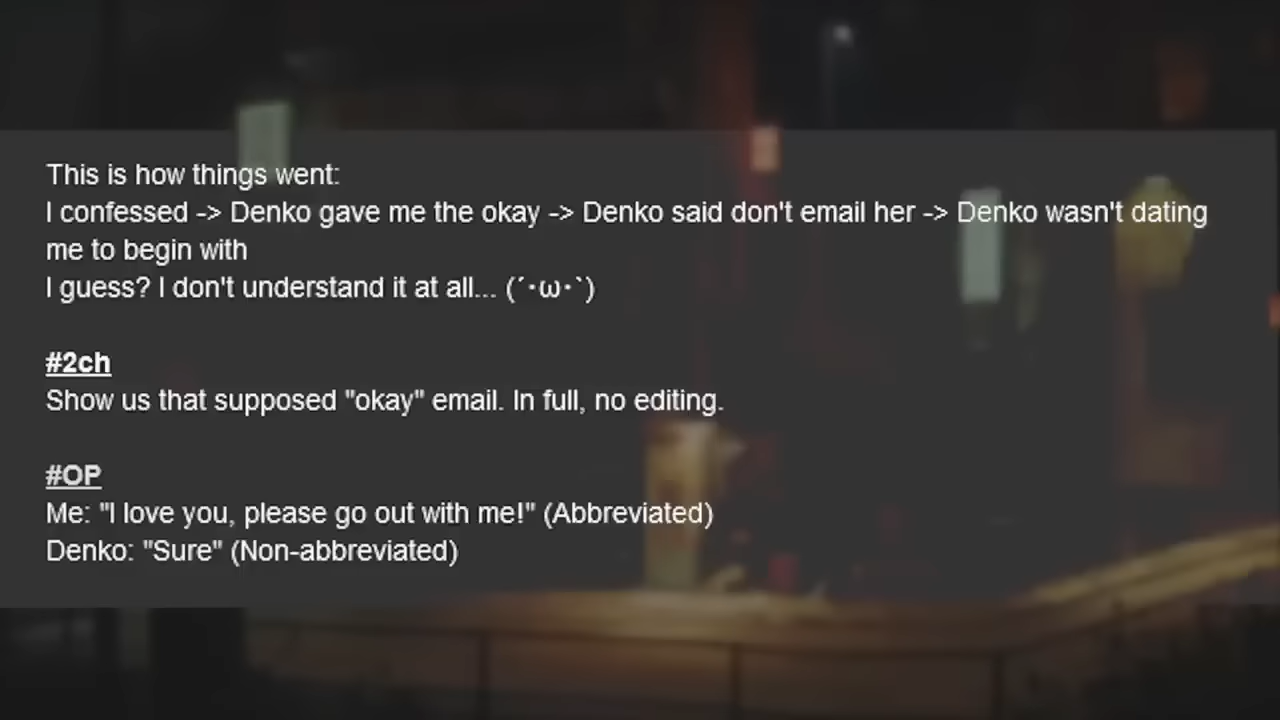 This is how things went:
I confessed -> Denko gave me the okay -> Denko said don't email her -> Denko wasn't dating
me to begin with
I guess? I don't understand it at all... (´･ω･`)
#2ch
Show us that supposed "okay" email. In full, no editing.
#OP
Me: "I love you, please go out with me!" (Abbreviated)
Denko: "Sure" (Non-abbreviated)